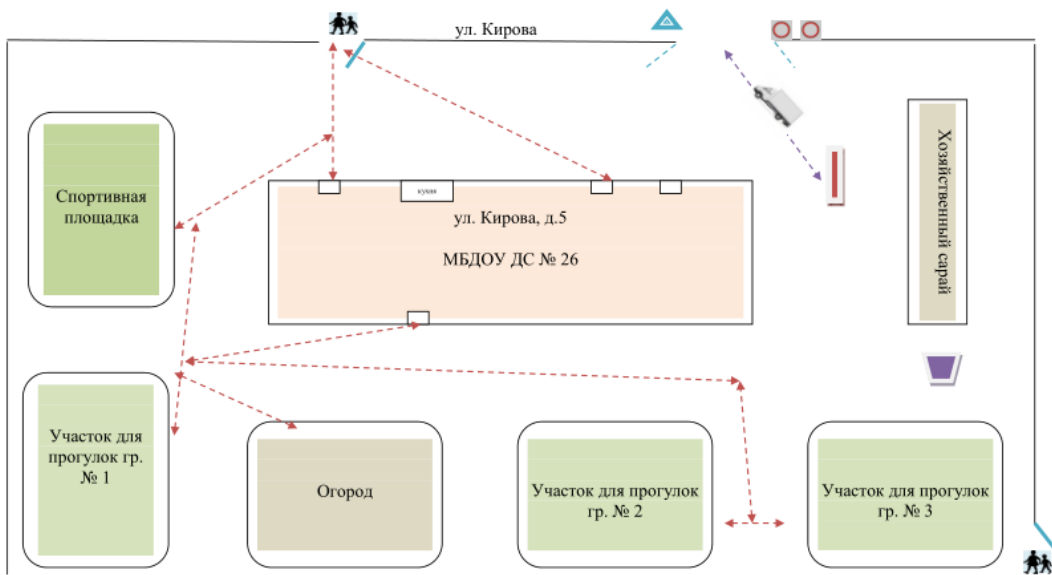 ул. Кирова
Спортивная
площадка
кухня
ул. Кирова, д.5
МБДОУ ДС № 26
Хозяйственный сарай
Участок для
прогулок гр.
№ 1
Огород
Участок для прогулок
гр. № 2
Участок для прогулок
гр. № 3